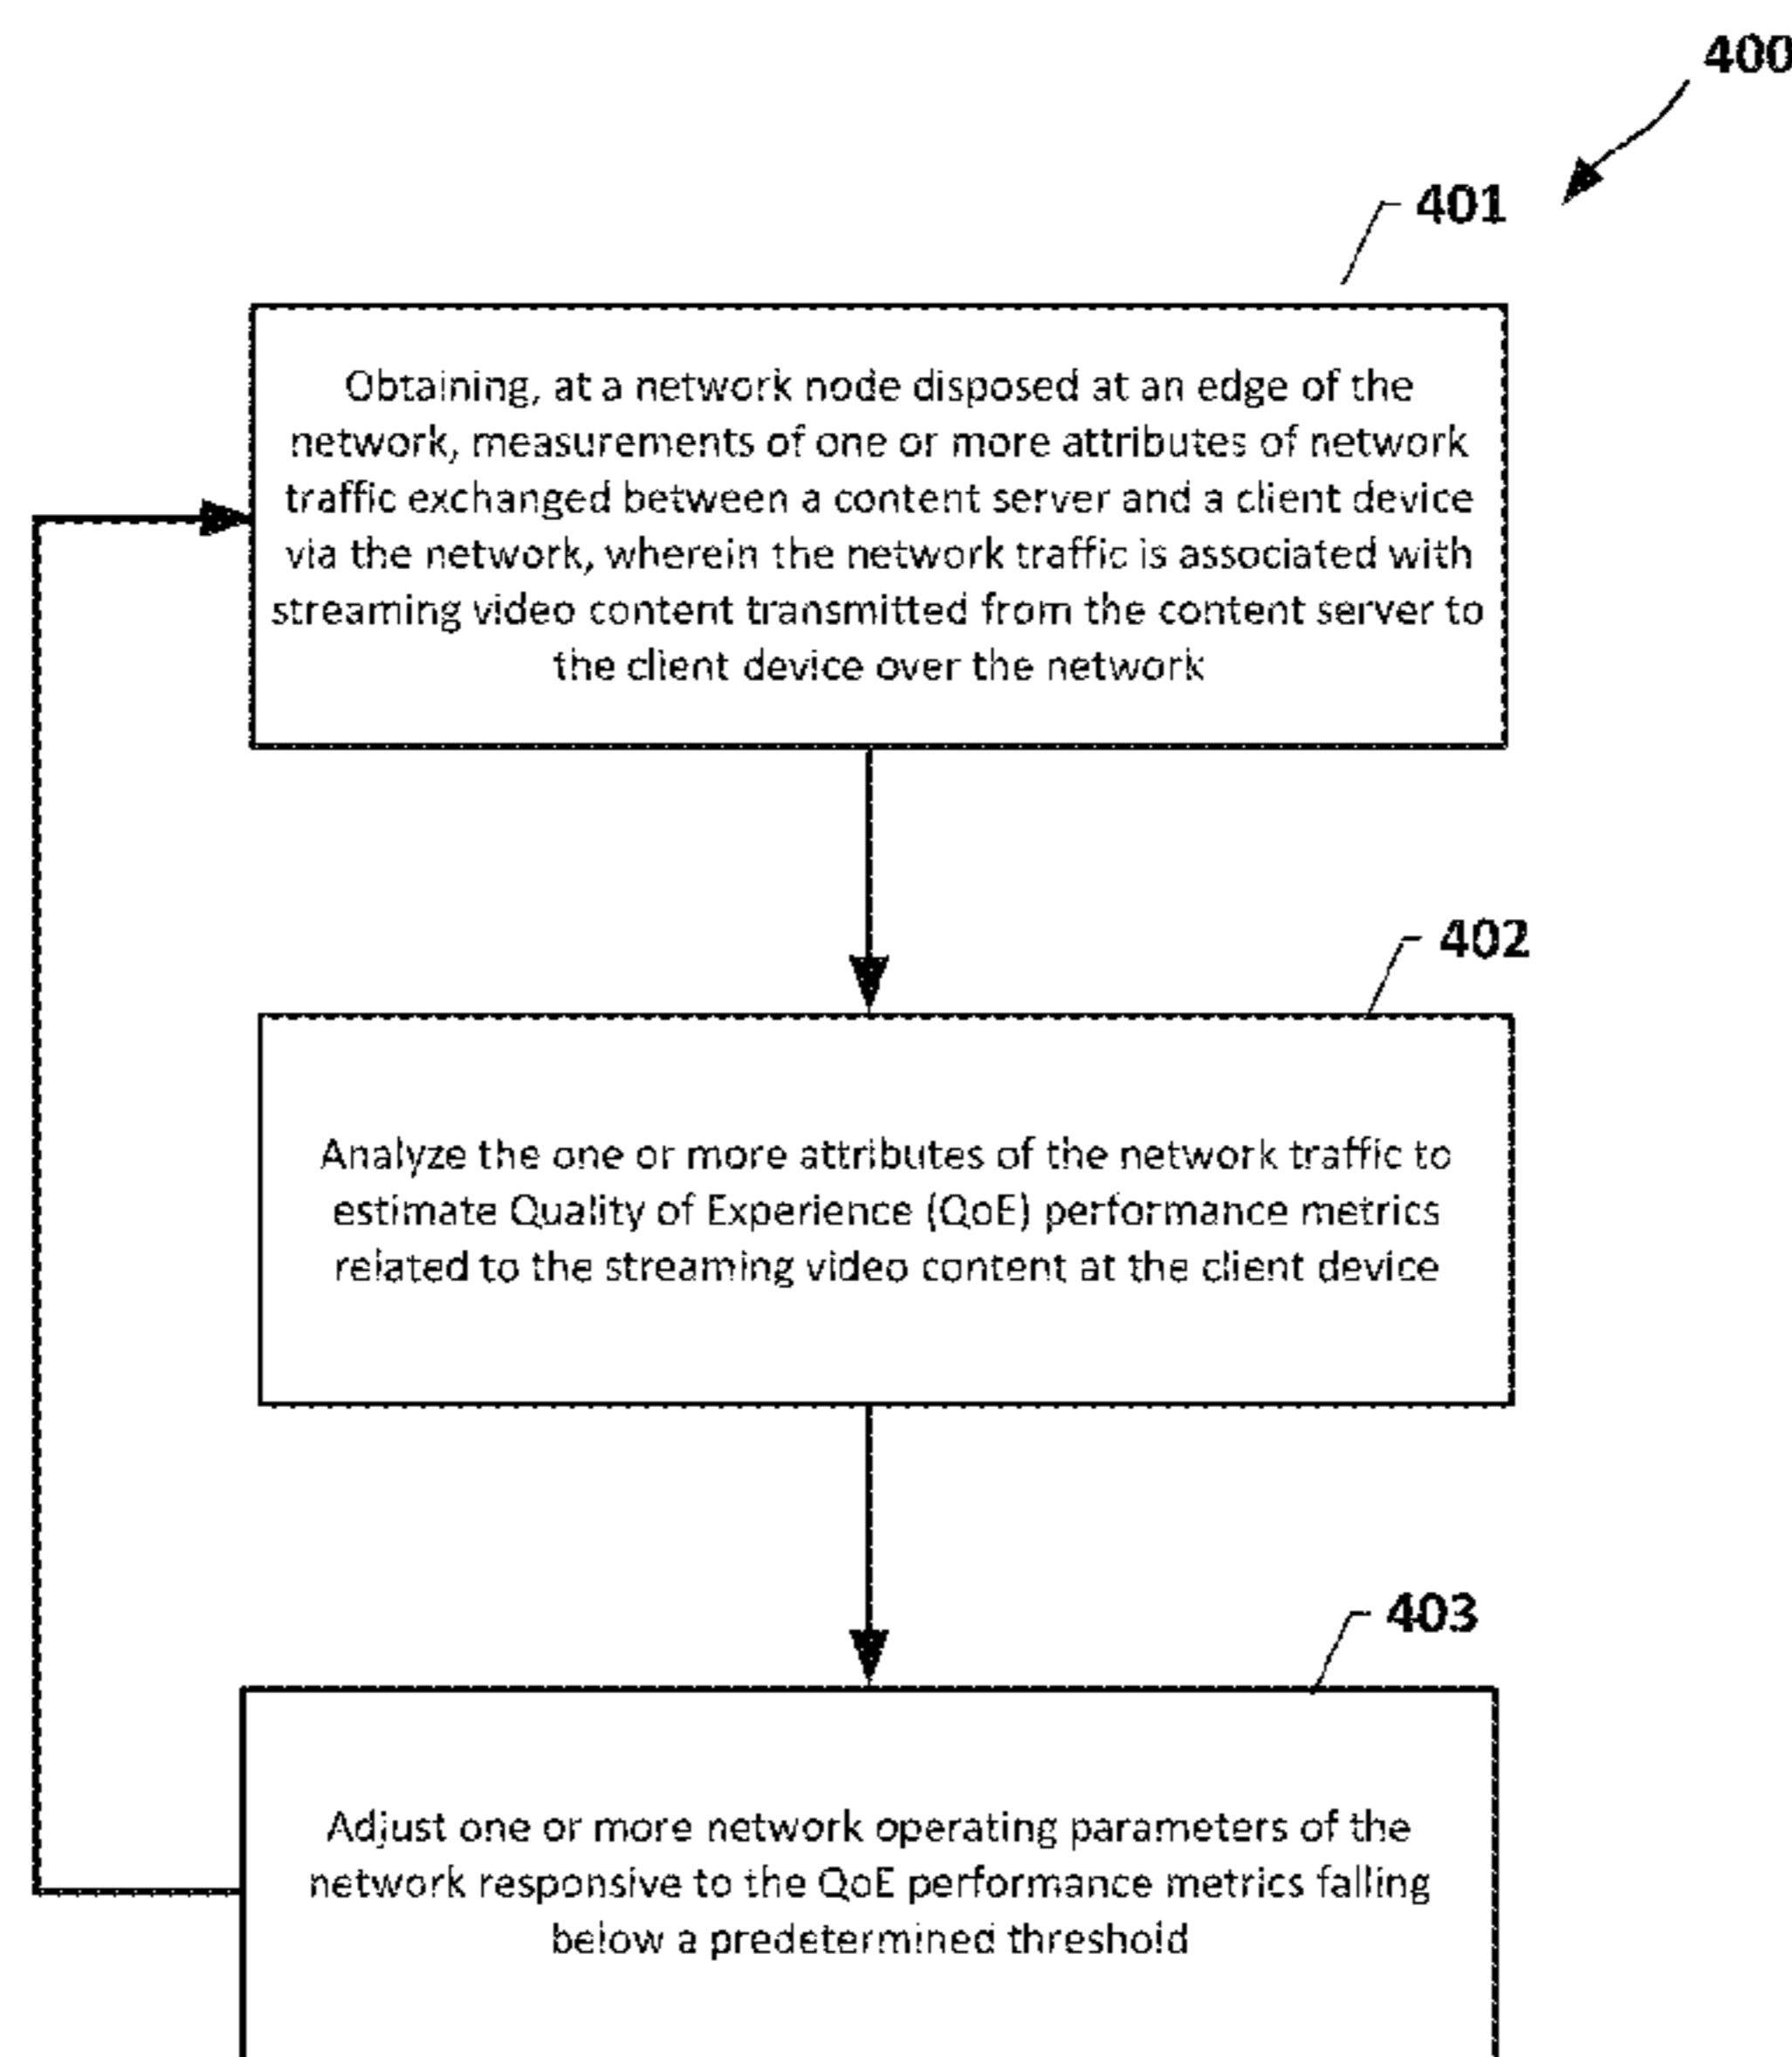 400
401
Obtaining, at a network node disposed at an edge of the
network, measurements of one or more attributes of network
traffic exchanged between a content server and a client device
via the network, wherein the network traffic is associated with
streaming video content transmitted from the content server to
the client device over the network
402
Analyze the one or more attributes of the network traffic to
estimate Quality of Experience (QoE) performance metrics
related to the streaming video content at the client device
403
Adjust one or more network operating parameters of the
network responsive to the QoE performance metrics falling
below a predetermined threshold